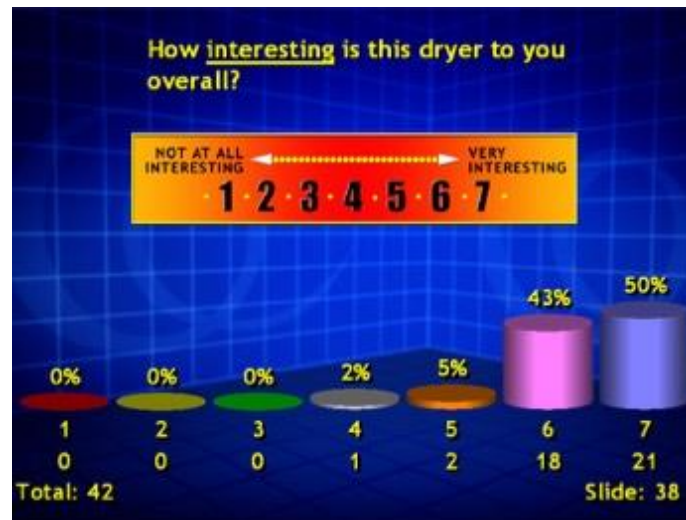 How interesting is this dryer to you
overall?
NOT AT ALL VERY
INTERESTING INTERESTING
1 · 2 · 3 · 4 · 5 · 6 · 7
0% 0% 0% 2% 5% 43% 50%
1 2 3 4 5 6 7
0 0 0 1 2 18 21
Total: 42 Slide: 38